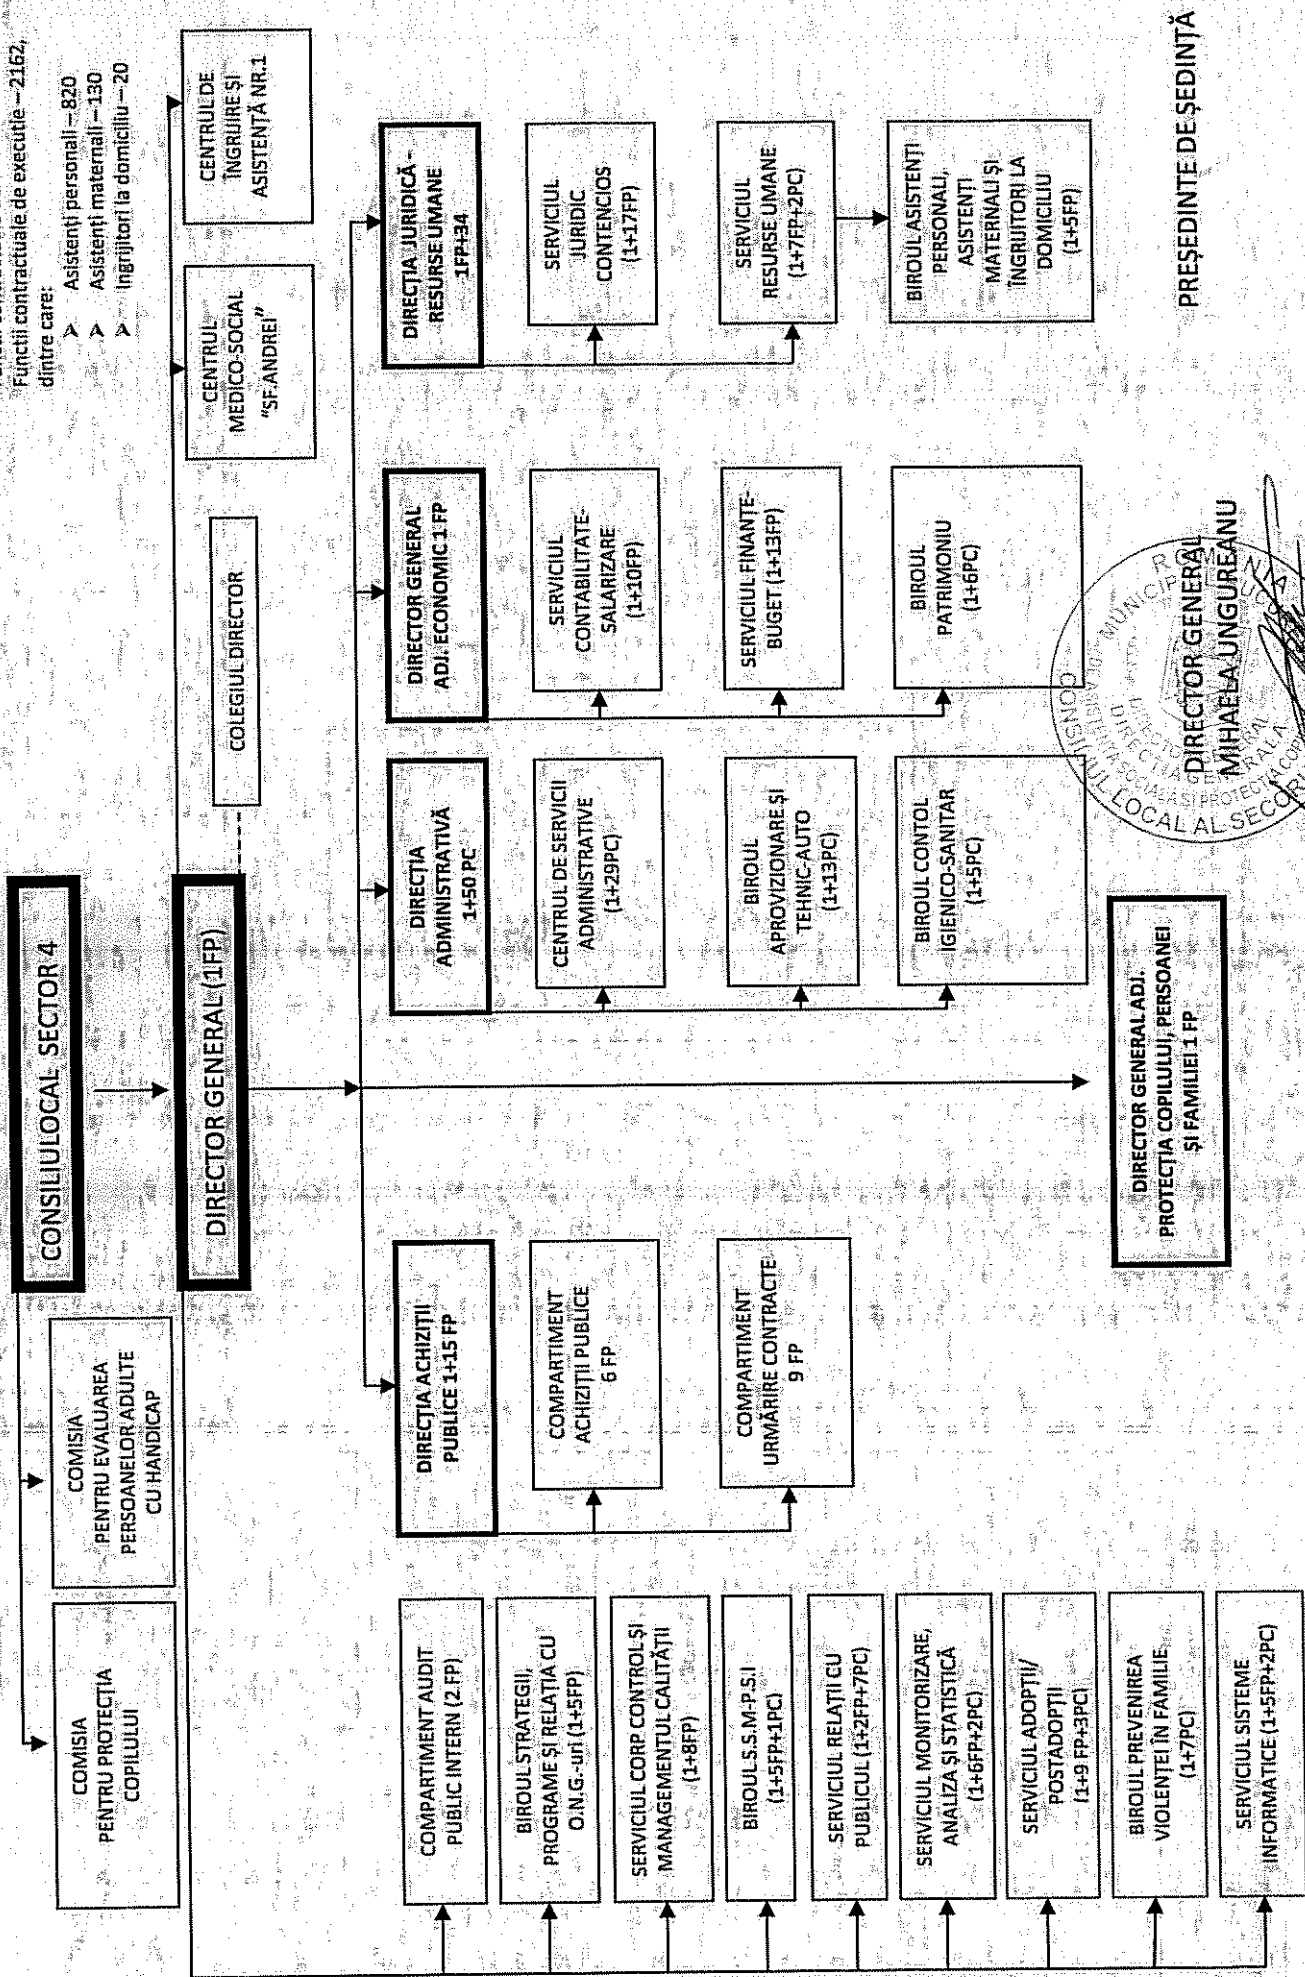 Functii contractuale de executie – 2162,
dintre care:
➢ Asistenți personali – 820
➢ Asistenți maternali – 130
➢ Ingrijitori la domiciliu – 20
CONSILIUL LOCAL SECTOR 4
COMISIA
PENTRU PROTECȚIA
COPILULUI
COMISIA
PENTRU EVALUAREA
PERSOANELOR ADULTE
CU HANDICAP
DIRECTOR GENERAL (1FP)
COLEGIUL DIRECTOR
CENTRUL
MEDICO-SOCIAL
"SF.ANDREI"
CENTRUL DE
ÎNGRIJIRE ȘI
ASISTENȚĂ NR.1
COMPARTIMENT AUDIT
PUBLIC INTERN (2 FP)
BIROUL STRATEGII,
PROGRAME ȘI RELAȚIA CU
O.N.G.-uri (1+5FP)
SERVICIUL CORP CONTROL ȘI
MANAGEMENTUL CALITĂȚII
(1+8FP)
BIROUL S.S.M-P.S.I
(1+5FP+1PC)
SERVICIUL RELAȚII CU
PUBLICUL (1+2FP+7PC)
SERVICIUL MONITORIZARE,
ANALIZA ȘI STATISTICĂ
(1+6FP+2PC)
SERVICIUL ADOPȚII/
POSTADOPȚII
(1+9 FP+3PC)
BIROUL PREVENIREA
VIOLENȚEI ÎN FAMILIE
(1+7PC)
SERVICIUL SISTEME
INFORMATICE (1+5FP+2PC)
DIRECȚIA ACHIZIȚII
PUBLICE 1+15 FP
COMPARTIMENT
ACHIZIȚII PUBLICE
6 FP
COMPARTIMENT
URMĂRIRE CONTRACTE
9 FP
DIRECȚIA
ADMINISTRATIVĂ
1+50 PC
CENTRUL DE SERVICII
ADMINISTRATIVE
(1+29PC)
BIROUL
APROVIZIONARE ȘI
TEHNIC-AUTO
(1+13PC)
BIROUL CONTOL
IGIENICO-SANITAR
(1+5PC)
DIRECTOR GENERAL
ADJ. ECONOMIC 1 FP
SERVICIUL
CONTABILITATE-
SALARIZARE
(1+10FP)
SERVICIUL FINANȚE-
BUGET (1+13FP)
BIROUL
PATRIMONIU
(1+6PC)
DIRECȚIA JURIDICĂ -
RESURSE UMANE
1FP+34
SERVICIUL
JURIDIC
CONTENCIOS
(1+17FP)
SERVICIUL
RESURSE UMANE
(1+7FP+2PC)
BIROUL ASISTENȚI
PERSONALI,
ASISTENTI
MATERNALI ȘI
ÎNGRIJITORI LA
DOMICILIU
(1+5FP)
DIRECTOR GENERAL ADJ.
PROTECȚIA COPILULUI, PERSOANEI
ȘI FAMILIEI 1 FP
DIRECTOR GENERAL
MIHAELA UNGUREANU
PREȘEDINTE DE ȘEDINȚĂ
CONSILIUL LOCAL AL
DIRECTIA GENERALA